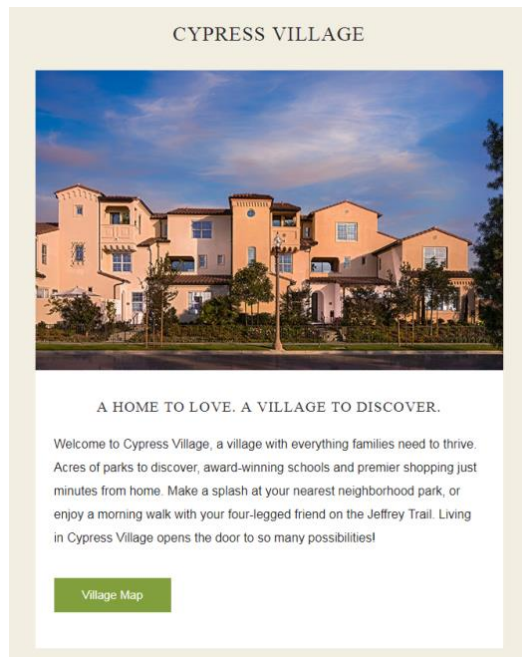 CYPRESS VILLAGE
A HOME TO LOVE. A VILLAGE TO DISCOVER.
Welcome to Cypress Village, a village with everything families need to thrive.
Acres of parks to discover, award-winning schools and premier shopping just
minutes from home. Make a splash at your nearest neighborhood park, or
enjoy a morning walk with your four-legged friend on the Jeffrey Trail. Living
in Cypress Village opens the door to so many possibilities!
Village Map